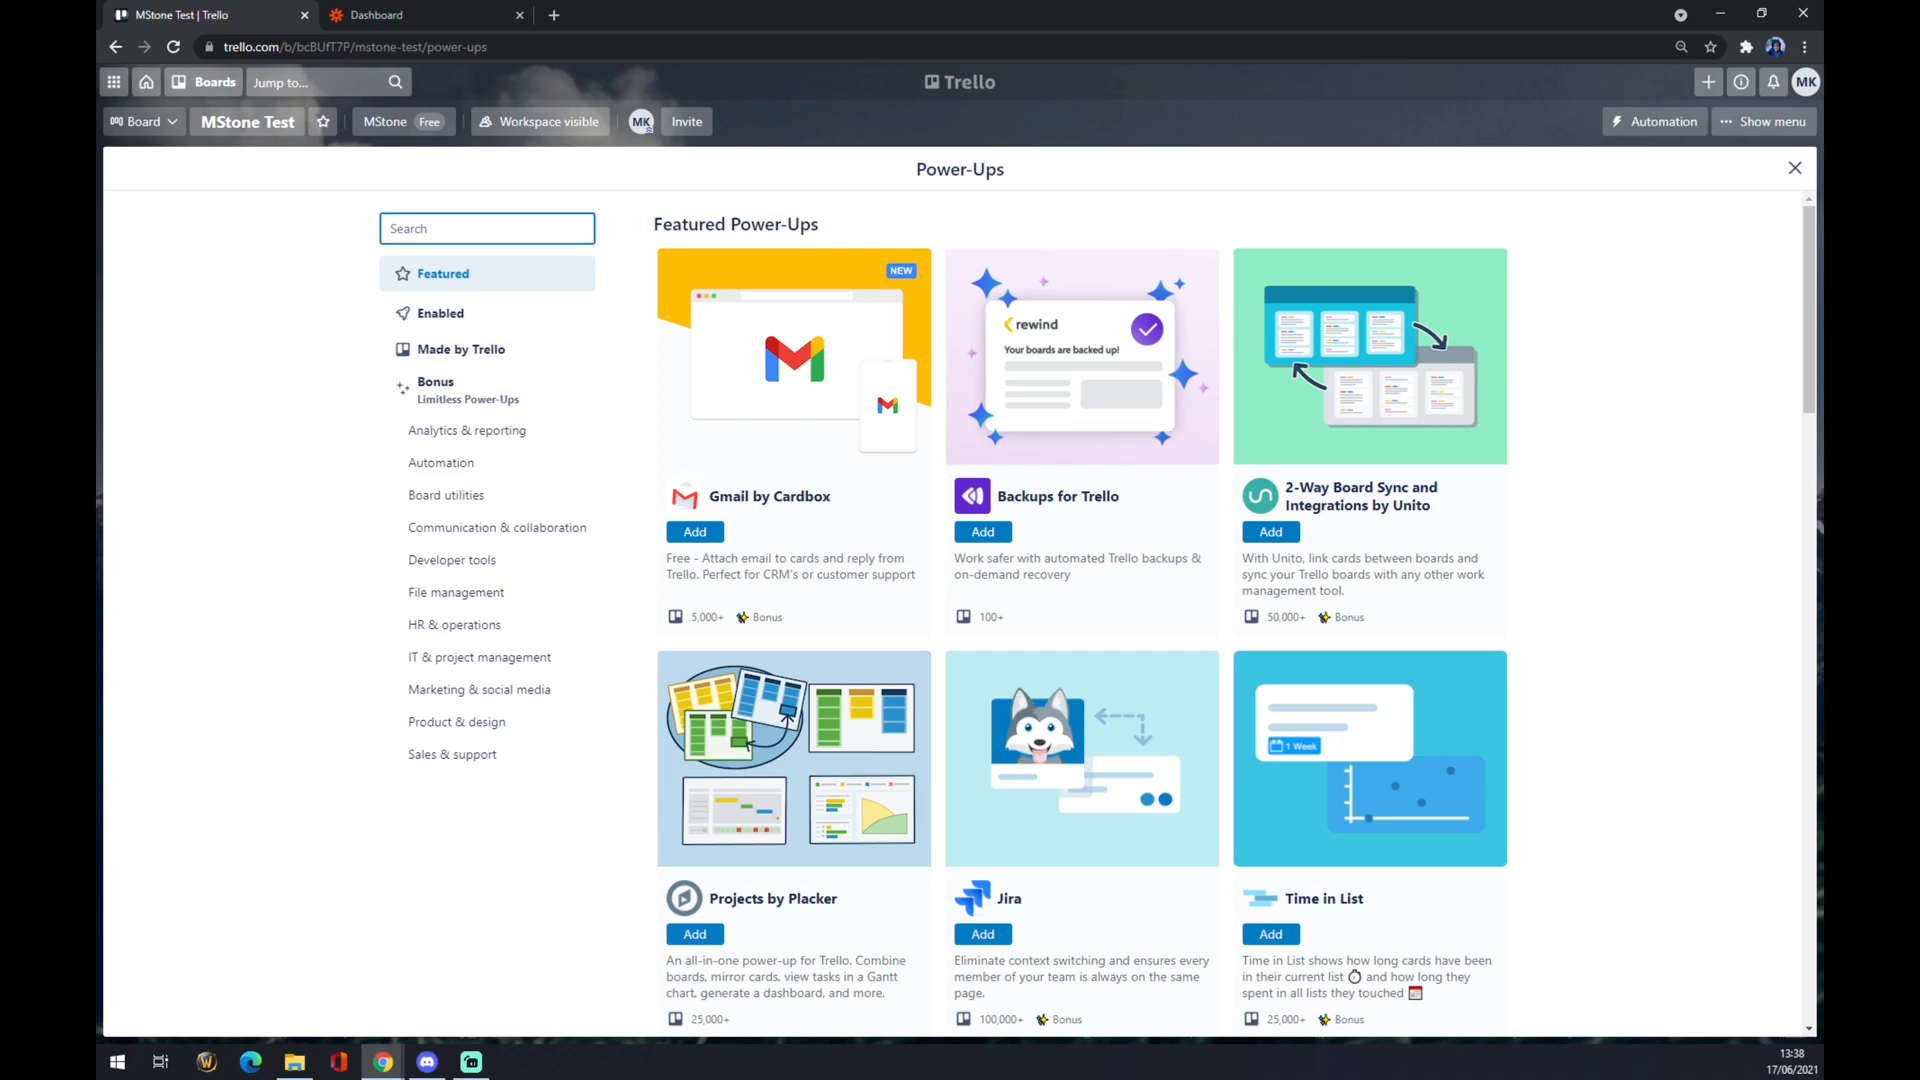 MStone Test | Trello
Dashboard
trello.com/b/bcBUfT7P/mstone-test/power-ups
Boards
Jump to...
Trello
MK
Board
MStone Test
MStone Free
Workspace visible
MK
Invite
Automation
Show menu
Power-Ups
Search
Featured
Enabled
Made by Trello
Bonus
Limitless Power-Ups
Analytics & reporting
Automation
Board utilities
Communication & collaboration
Developer tools
File management
HR & operations
IT & project management
Marketing & social media
Product & design
Sales & support
Featured Power-Ups
NEW
Gmail by Cardbox
Add
Free - Attach email to cards and reply from
Trello. Perfect for CRM's or customer support
5,000+ Bonus
rewind
Your boards are backed up!
Backups for Trello
Add
Work safer with automated Trello backups &
on-demand recovery
100+
2-Way Board Sync and
Integrations by Unito
Add
With Unito, link cards between boards and
sync your Trello boards with any other work
management tool.
50,000+ Bonus
Projects by Placker
Add
An all-in-one power-up for Trello. Combine
boards, mirror cards, view tasks in a Gantt
chart, generate a dashboard, and more.
25,000+
Jira
Add
Eliminate context switching and ensures every
member of your team is always on the same
page.
100,000+ Bonus
1 Week
Time in List
Add
Time in List shows how long cards have been
in their current list and how long they
spent in all lists they touched
25,000+ Bonus
13:38
17/06/2021